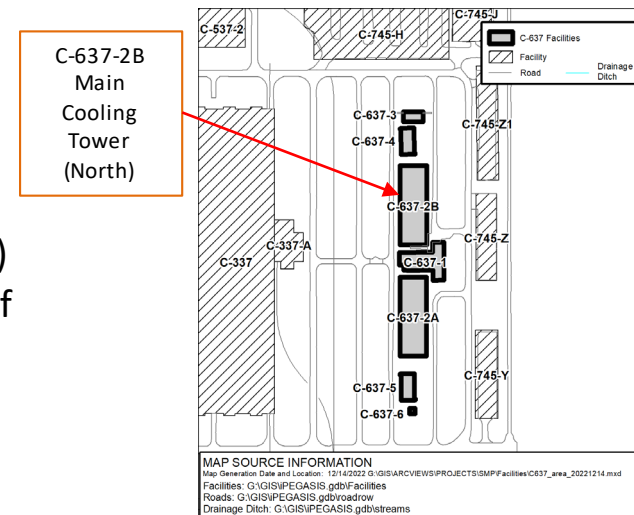 C-637-2B
Main
Cooling
Tower
(North)
)
f
C-537-2
C-745-H
C-745-J
C-637 Facilities
Facility
Road
Drainage
Ditch
C-637-3
C-745-Z1
C-637-4
C-637-2B
C-337-A
C-745-Z
C-337
C-637-1
C-637-2A
C-745-Y
C-637-5
C-637-6
MAP SOURCE INFORMATION
Map Generation Date and Location: 12/14/2022 G:\GIS\ARCVIEWS\PROJECTS\SMP\Facilities\C637_area_20221214.mxd
Facilities: G:\GIS\PEGASIS.gdb\Facilities
Roads: G:\GIS\PEGASIS.gdb\roadrow
Drainage Ditch: G:\GIS\PEGASIS.gdb\streams